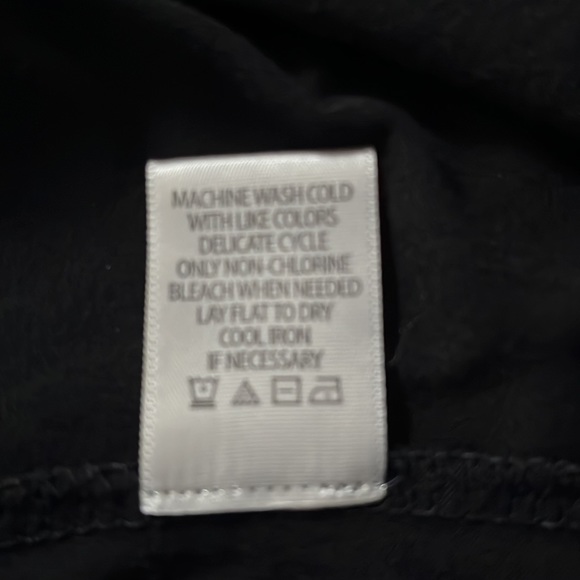 MACHINE WASH COLD
WITH LIKE COLORS
DELICATE CYCLE
ONLY NON-CHLORINE
BLEACH WHEN NEEDED
LAY FLAT TO DRY
COOL IRON
IF NECESSARY